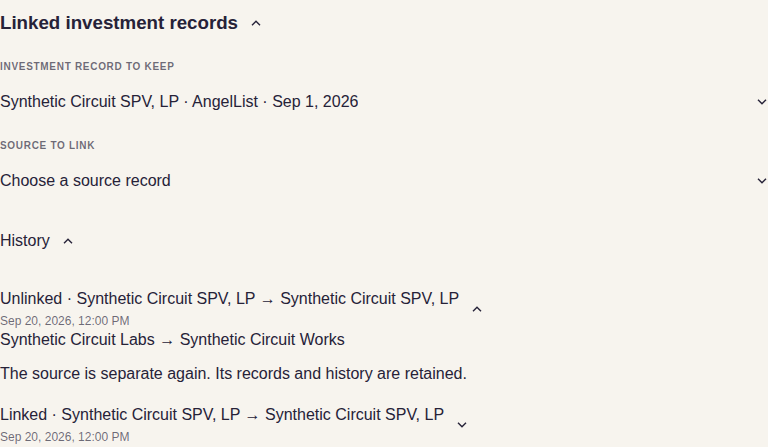 Linked investment records
INVESTMENT RECORD TO KEEP
Synthetic Circuit SPV, LP · AngelList · Sep 1, 2026
SOURCE TO LINK
Choose a source record
History
Unlinked · Synthetic Circuit SPV, LP → Synthetic Circuit SPV, LP
Sep 20, 2026, 12:00 PM
Synthetic Circuit Labs → Synthetic Circuit Works
The source is separate again. Its records and history are retained.
Linked · Synthetic Circuit SPV, LP → Synthetic Circuit SPV, LP
Sep 20, 2026, 12:00 PM